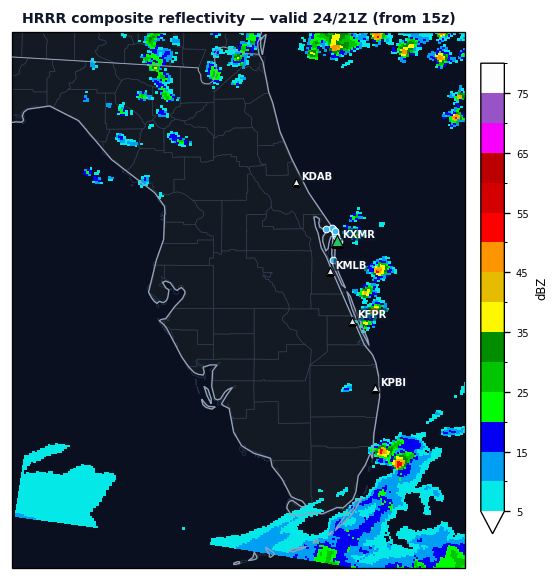 HRRR composite reflectivity — valid 24/21Z (from 15z)
KDAB
KXMR
KMLB
KFPR
KPBI
75
65
55
45
35
25
15
5
dBZ